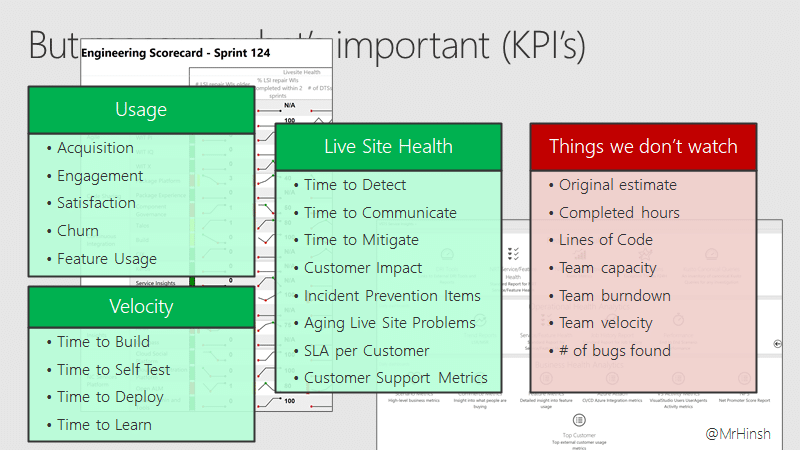 But important (KPI's)
Engineering Scorecard - Sprint 124
Livesite Health
% LSI repair WIs
# of DTSs
sprints
N/A
100
Usage
• Acquisition
• Engagement
• Satisfaction
• Churn
• Feature Usage
Service Insights
Velocity
• Time to Build
• Time to Self Test
• Time to Deploy
• Time to Learn
Live Site Health
• Time to Detect
• Time to Communicate
• Time to Mitigate
• Customer Impact
• Incident Prevention Items
• Aging Live Site Problems
• SLA per Customer
• Customer Support Metrics
Things we don't watch
• Original estimate
• Completed hours
• Lines of Code
• Team capacity
• Team burndown
• Team velocity
• # of bugs found
High-level business metrics
Insight into what people are
buying
Detailed insight into feature
usage
CI/CD Azure Integration metrics
VisualStudio Users UserAgents
Activity metrics
Net Promoter Score Report
Top Customer
Top external customer usage
metrics
@MrHinsh